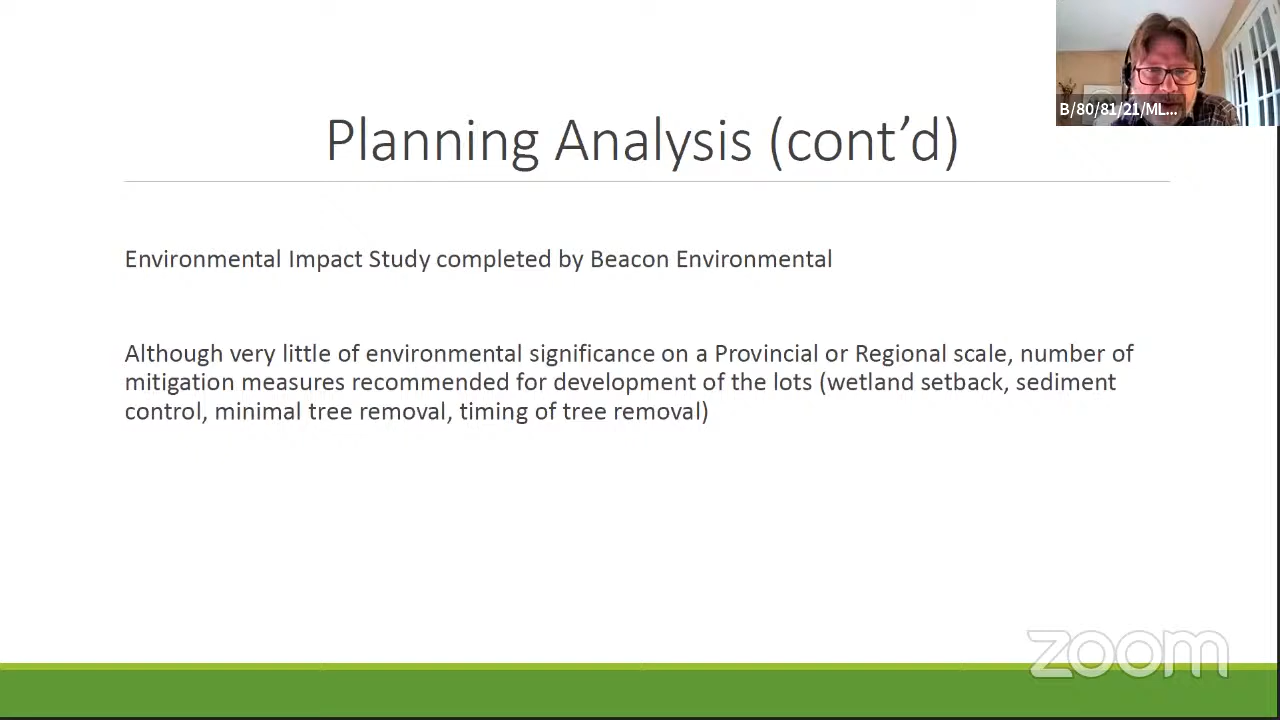 B/80/81/21/ML...
Planning Analysis (cont’d)
Environmental Impact Study completed by Beacon Environmental
Although very little of environmental significance on a Provincial or Regional scale, number of
mitigation measures recommended for development of the lots (wetland setback, sediment
control, minimal tree removal, timing of tree removal)
zoom